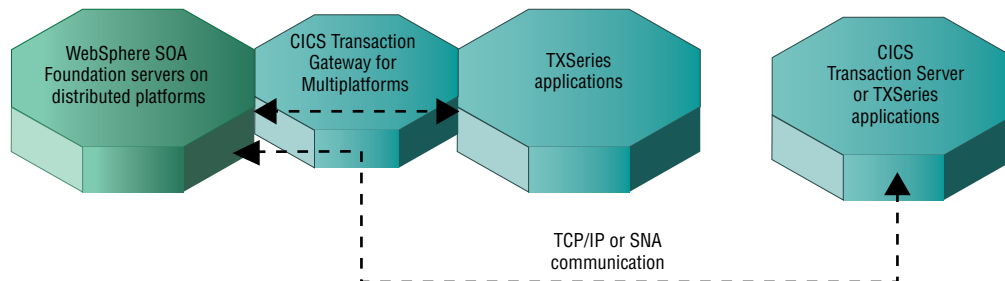 WebSphere SOA
Foundation servers on
distributed platforms
CICS Transaction
Gateway for
Multiplatforms
TXSeries
applications
CICS
Transaction Server
or TXSeries
applications
TCP/IP or SNA
communication